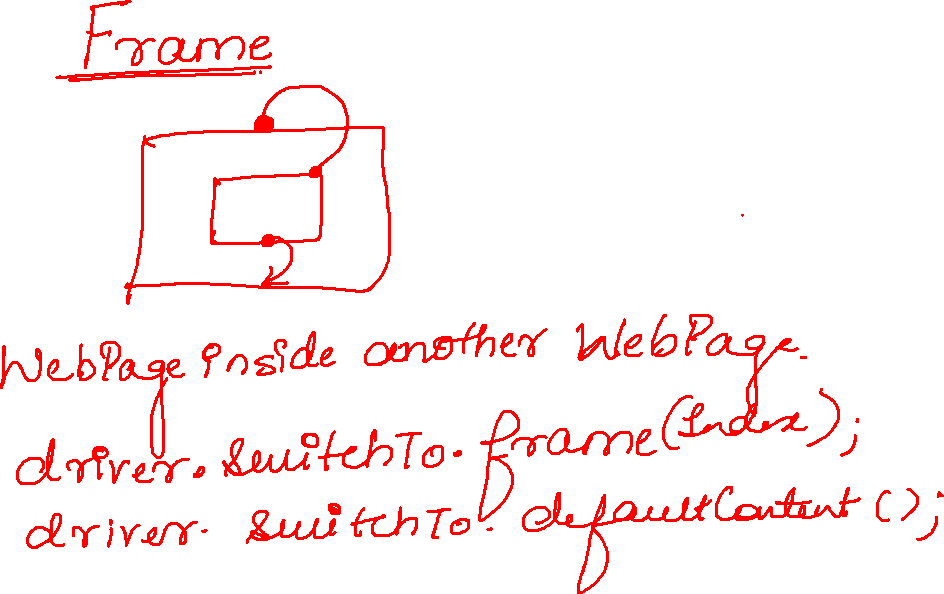 Frame
WebPage inside another WebPage.
driver.switchTo.frame(Index);
driver.switchTo.defaultContent();